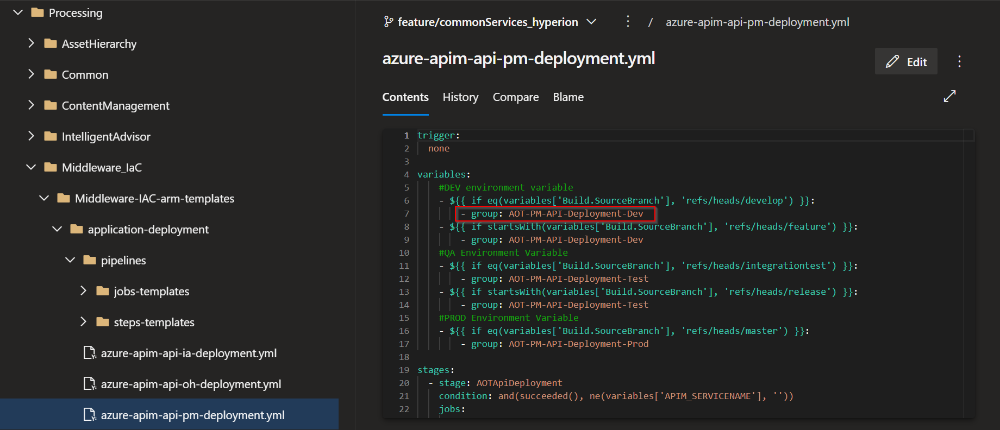 Processing
AssetHierarchy
Common
ContentManagement
IntelligentAdvisor
Middleware_IaC
Middleware-IAC-arm-templates
application-deployment
pipelines
jobs-templates
steps-templates
azure-apim-api-ia-deployment.yml
azure-apim-api-oh-deployment.yml
azure-apim-api-pm-deployment.yml
feature/commonServices_hyperion / azure-apim-api-pm-deployment.yml
azure-apim-api-pm-deployment.yml
Edit
Contents History Compare Blame
1 trigger:
2 none
3
4 variables:
5 #DEV environment variable
6 - ${{ if eq(variables['Build.SourceBranch'], 'refs/heads/develop') }}:
7 - group: AOT-PM-API-Deployment-Dev
8 - ${{ if startsWith(variables['Build.SourceBranch'], 'refs/heads/feature') }}:
9 - group: AOT-PM-API-Deployment-Dev
10 #QA Environment Variable
11 - ${{ if eq(variables['Build.SourceBranch'], 'refs/heads/integrationtest') }}:
12 - group: AOT-PM-API-Deployment-Test
13 - ${{ if startsWith(variables['Build.SourceBranch'], 'refs/heads/release') }}:
14 - group: AOT-PM-API-Deployment-Test
15 #PROD Environment Variable
16 - ${{ if eq(variables['Build.SourceBranch'], 'refs/heads/master') }}:
17 - group: AOT-PM-API-Deployment-Prod
18
19 stages:
20 - stage: AOTApiDeployment
21 condition: and(succeeded(), ne(variables['APIM_SERVICENAME'], ''))
22 jobs: